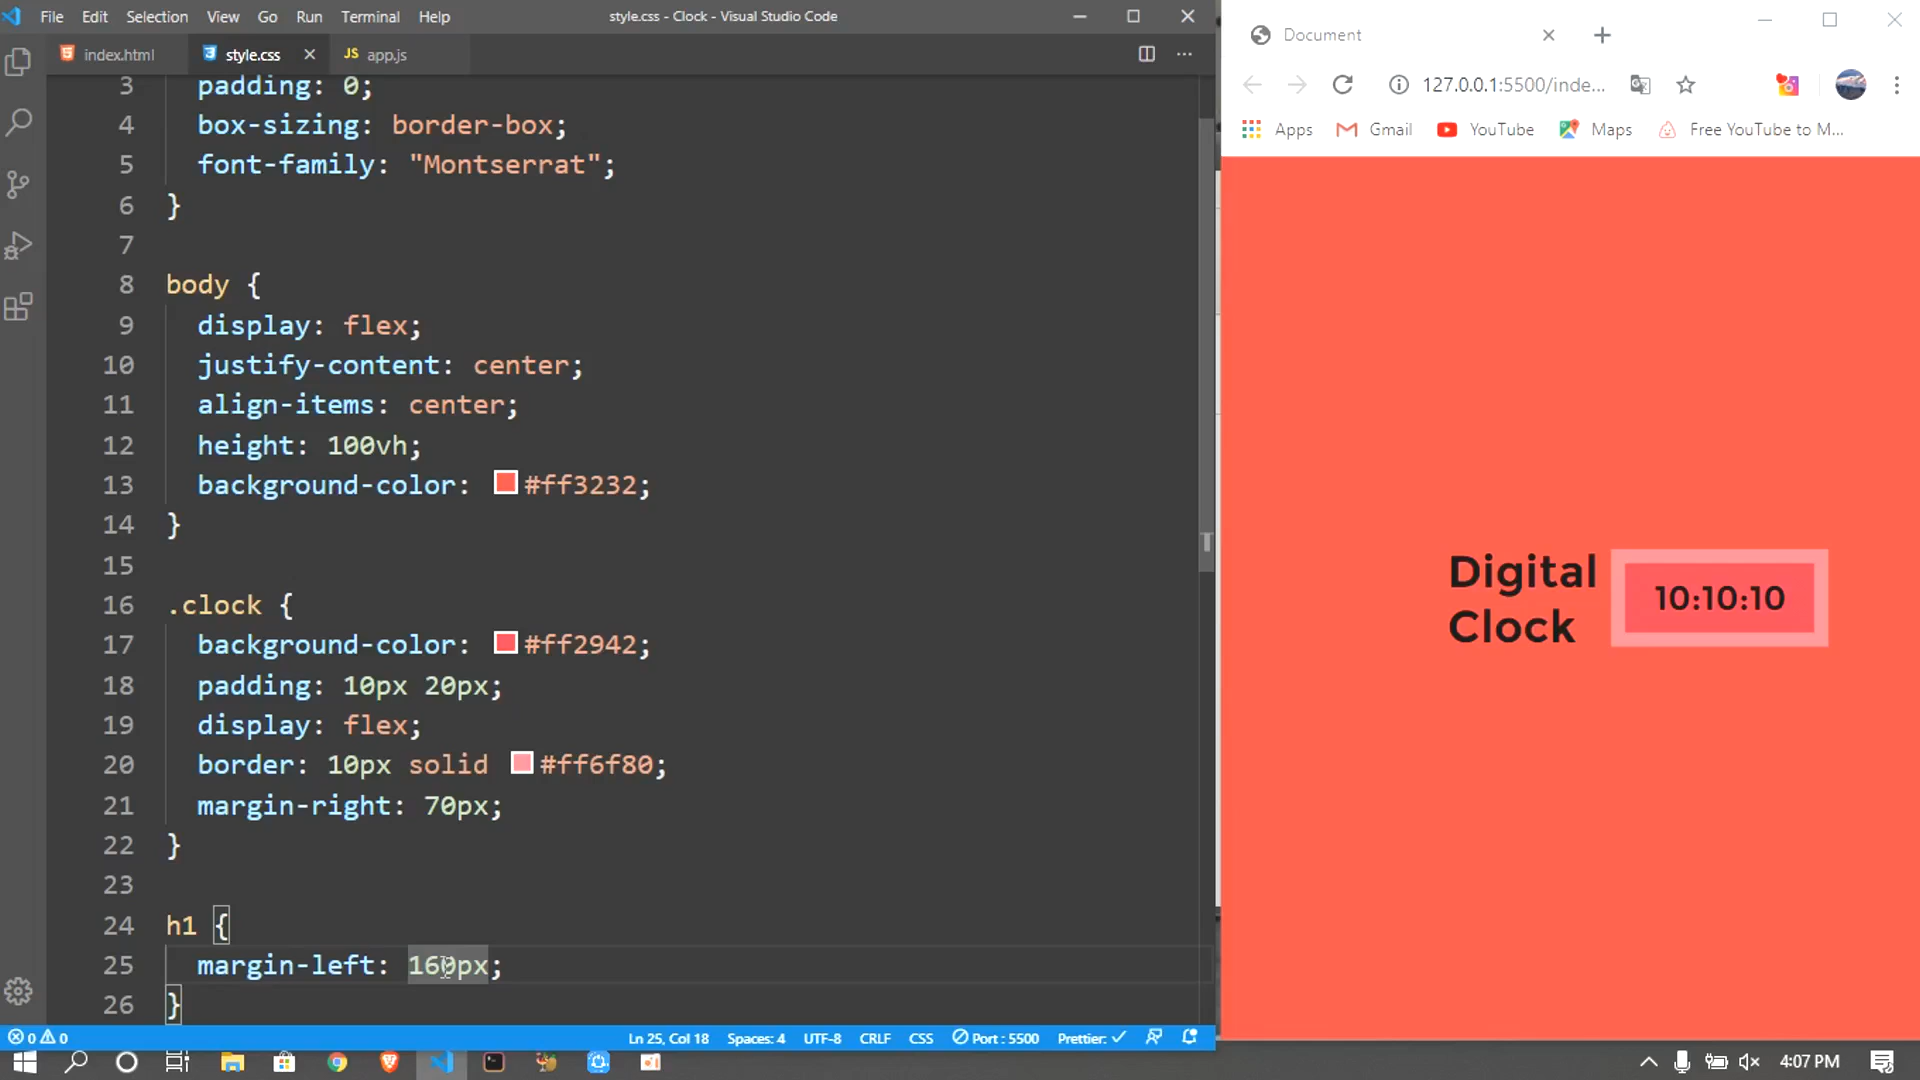 File Edit Selection View Go Run Terminal Help style.css - Clock - Visual Studio Code
index.html style.css JS app.js
3 padding: 0;
4 box-sizing: border-box;
5 font-family: "Montserrat";
6 }
7
8 body {
9 display: flex;
10 justify-content: center;
11 align-items: center;
12 height: 100vh;
13 background-color: #ff3232;
14 }
15
16 .clock {
17 background-color: #ff2942;
18 padding: 10px 20px;
19 display: flex;
20 border: 10px solid #ff6f80;
21 margin-right: 70px;
22 }
23
24 h1 {
25 margin-left: 160px;
26 }
0 0 Ln 25, Col 18 Spaces: 4 UTF-8 CRLF CSS Port : 5500 Prettier: ✓
Document
127.0.0.1:5500/inde...
Apps Gmail YouTube Maps Free YouTube to M...
Digital
Clock
10:10:10
4:07 PM